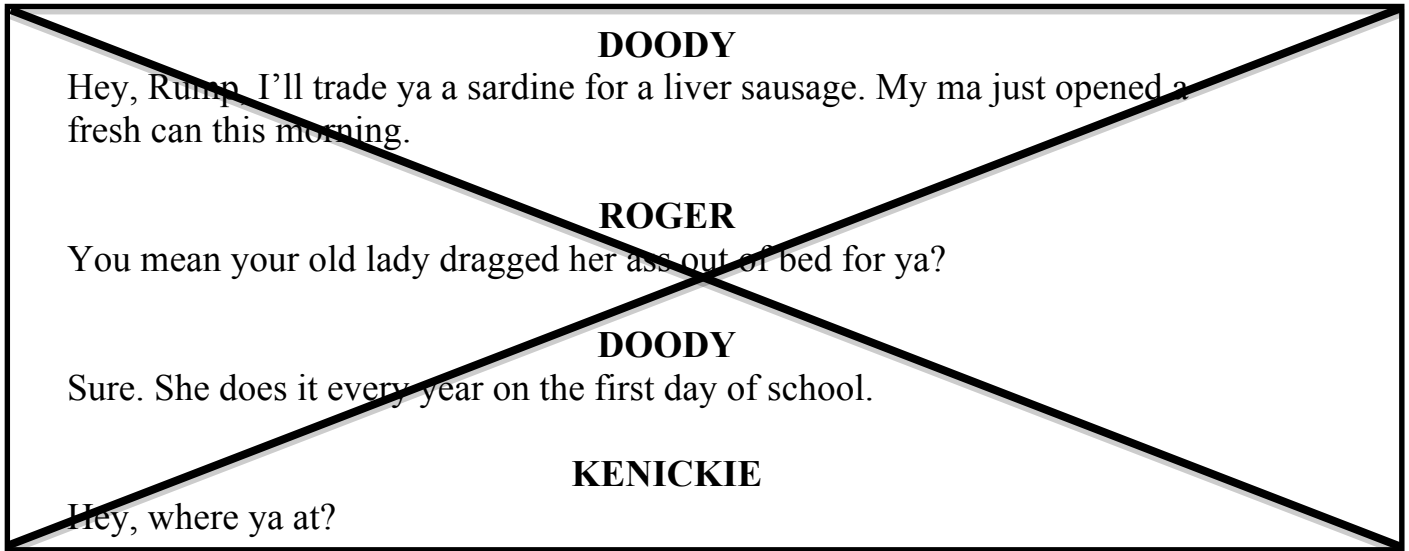 DOODY
Hey, Rump, I’ll trade ya a sardine for a liver sausage. My ma just opened a
fresh can this morning.
ROGER
You mean your old lady dragged her ass out of bed for ya?
DOODY
Sure. She does it every year on the first day of school.
KENICKIE
Hey, where ya at?